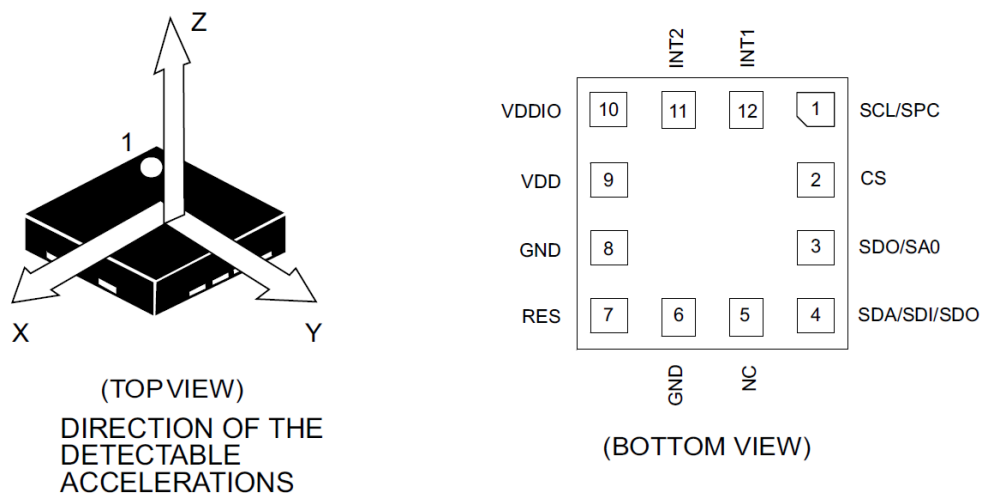 Z
1
X
Y
(TOP VIEW)
DIRECTION OF THE
DETECTABLE
ACCELERATIONS
INT2
INT1
VDDIO
10
11
12
1
SCL/SPC
VDD
9
2
CS
GND
8
3
SDO/SA0
RES
7
6
5
4
SDA/SDI/SDO
GND
NC
(BOTTOM VIEW)